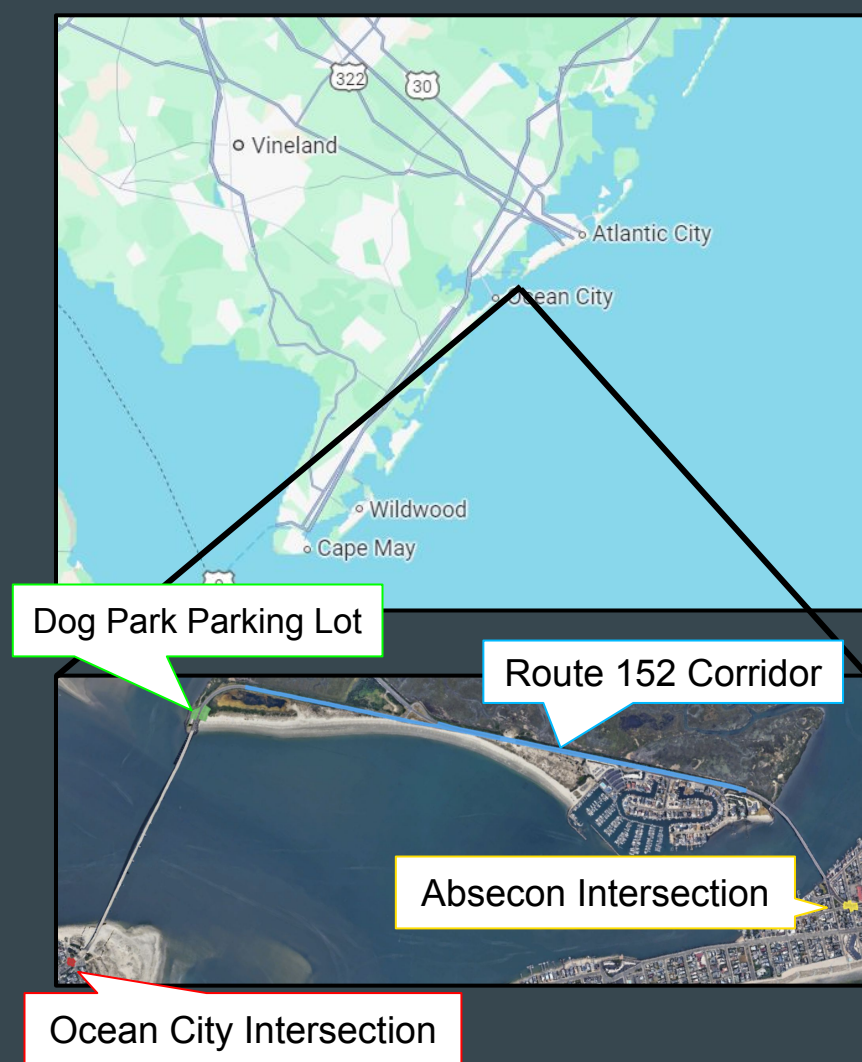 322
30
Vineland
Atlantic City
Ocean City
Wildwood
Cape May
9
Dog Park Parking Lot
Route 152 Corridor
Absecon Intersection
Ocean City Intersection